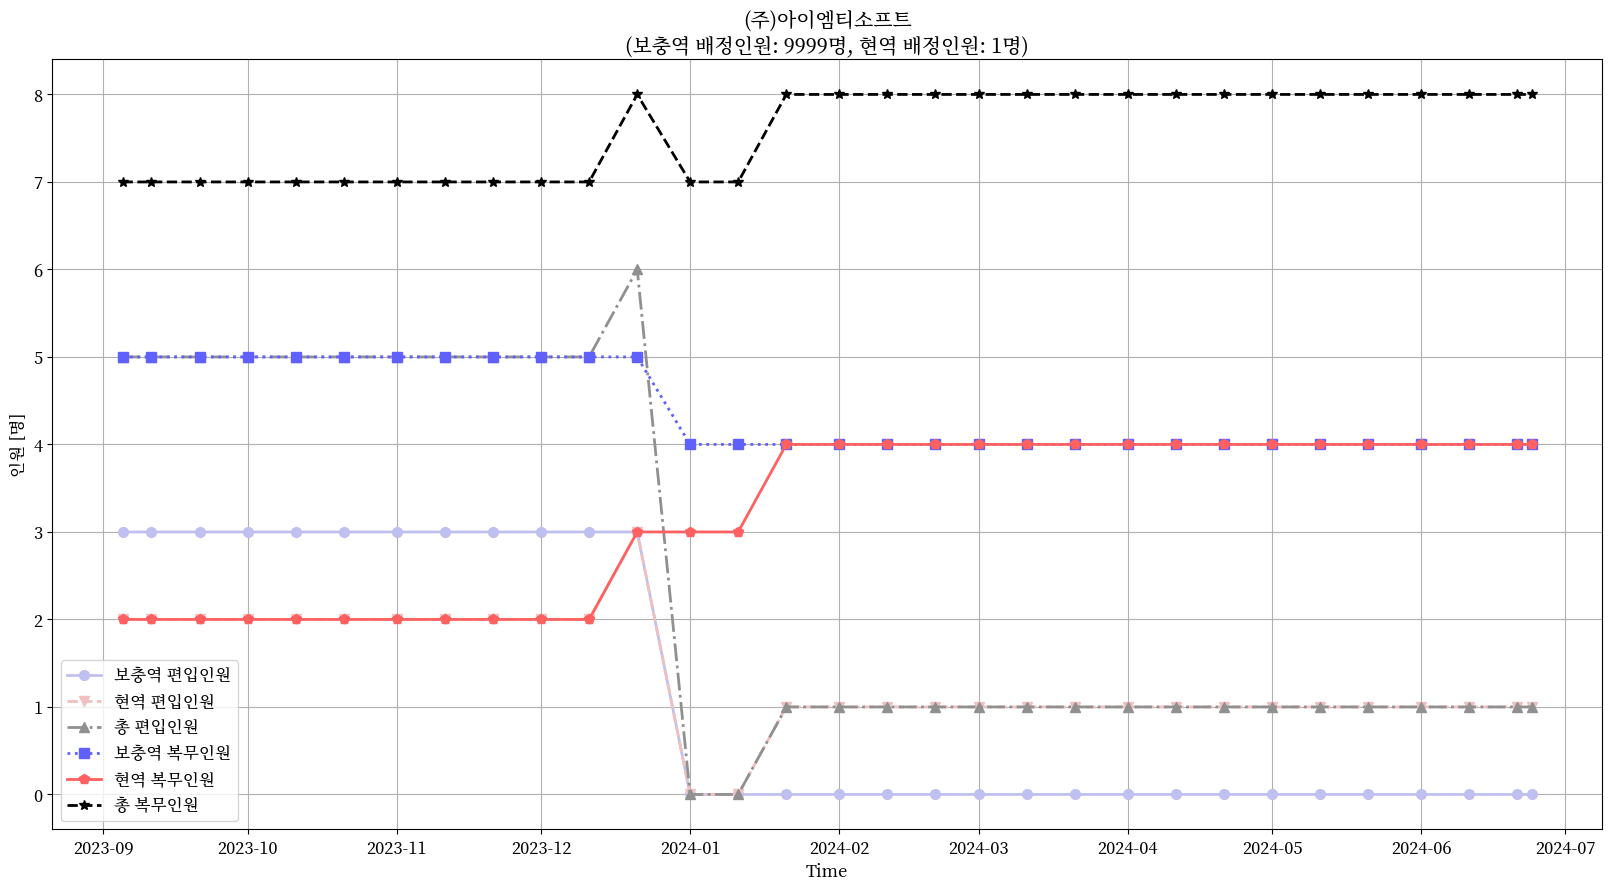 (주)아이엠티소프트
(보충역 배정인원: 9999명, 현역 배정인원: 1명)
인원 [명]
8
7
6
5
4
3
2
1
0
보충역 편입인원
현역 편입인원
총 편입인원
보충역 복무인원
현역 복무인원
총 복무인원
2023-09 2023-10 2023-11 2023-12 2024-01 2024-02 2024-03 2024-04 2024-05 2024-06 2024-07
Time